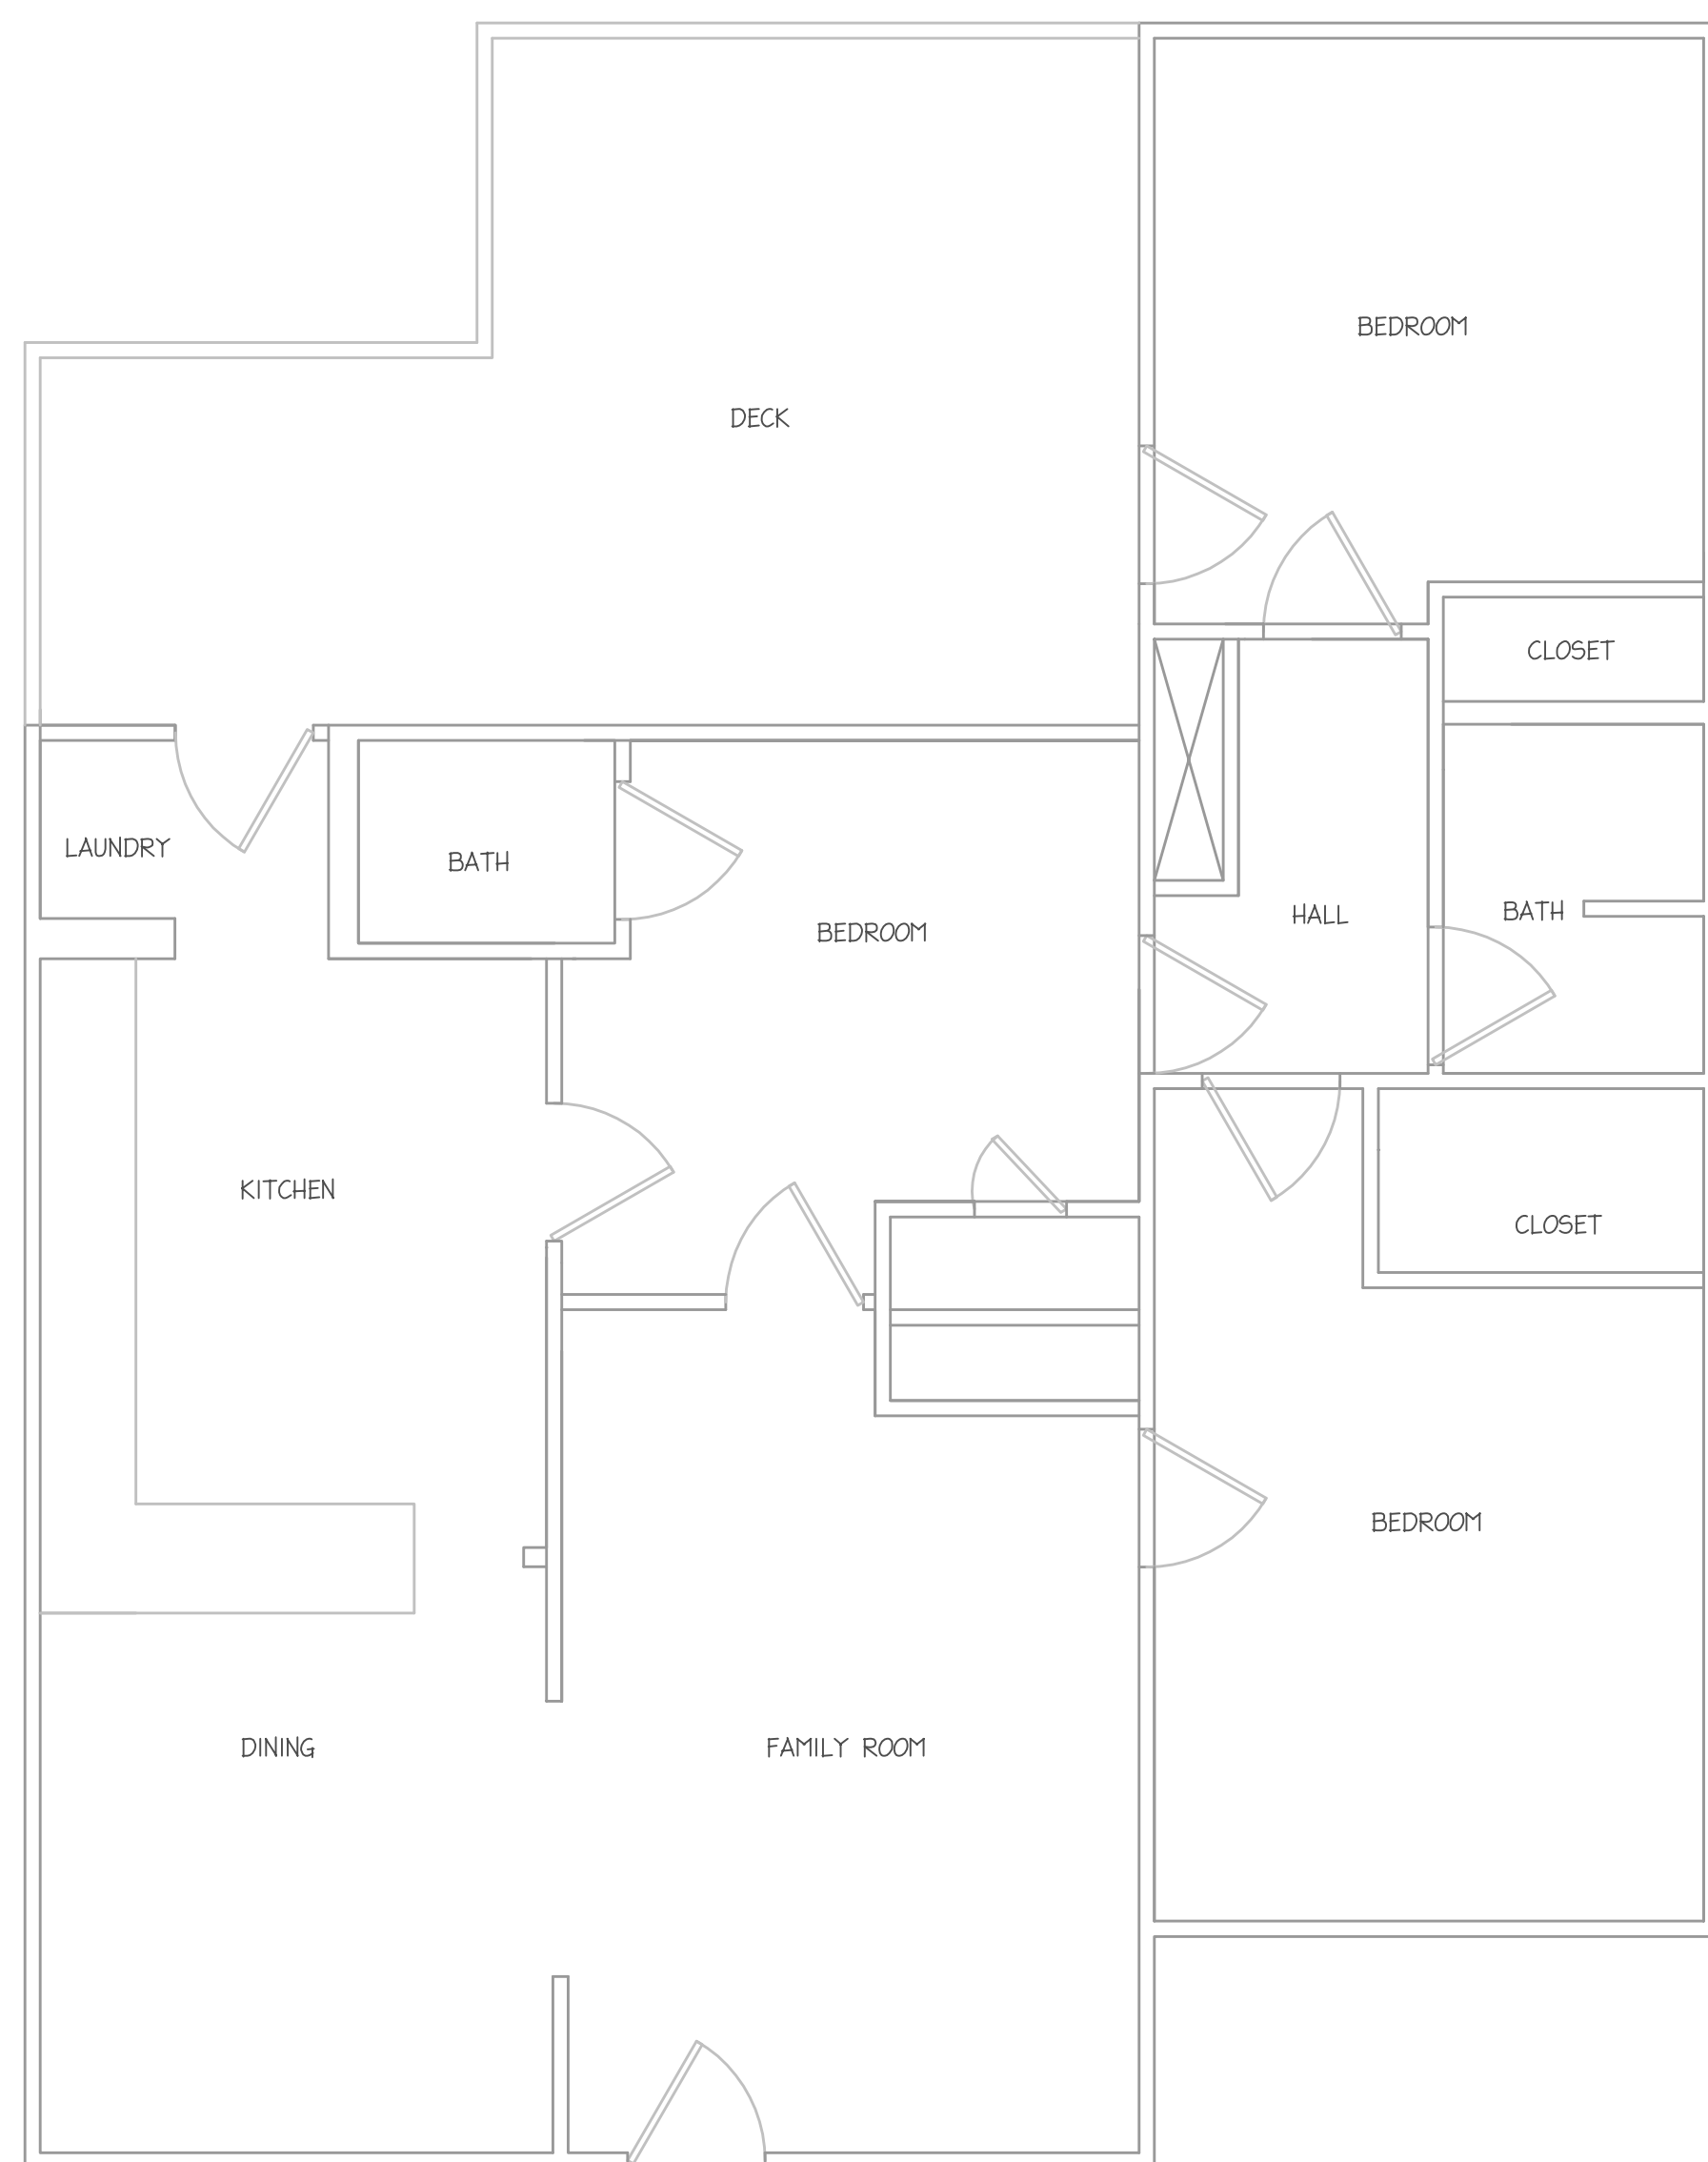 BEDROOM
DECK
CLOSET
LAUNDRY
BATH
BEDROOM
HALL
BATH
KITCHEN
CLOSET
BEDROOM
DINING
FAMILY ROOM